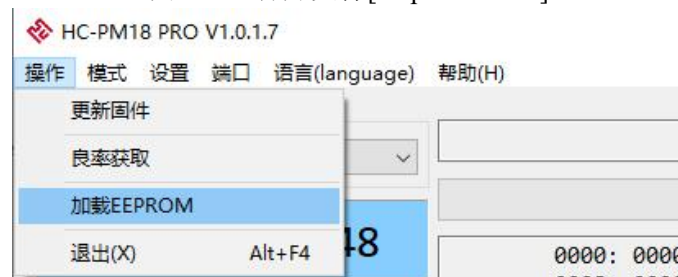 HC-PM18 PRO V1.0.1.7
操作 模式 设置 端口 语言(language) 帮助(H)
更新固件
良率获取
加载EEPROM
退出(X) Alt+F4
48
0000: 0000